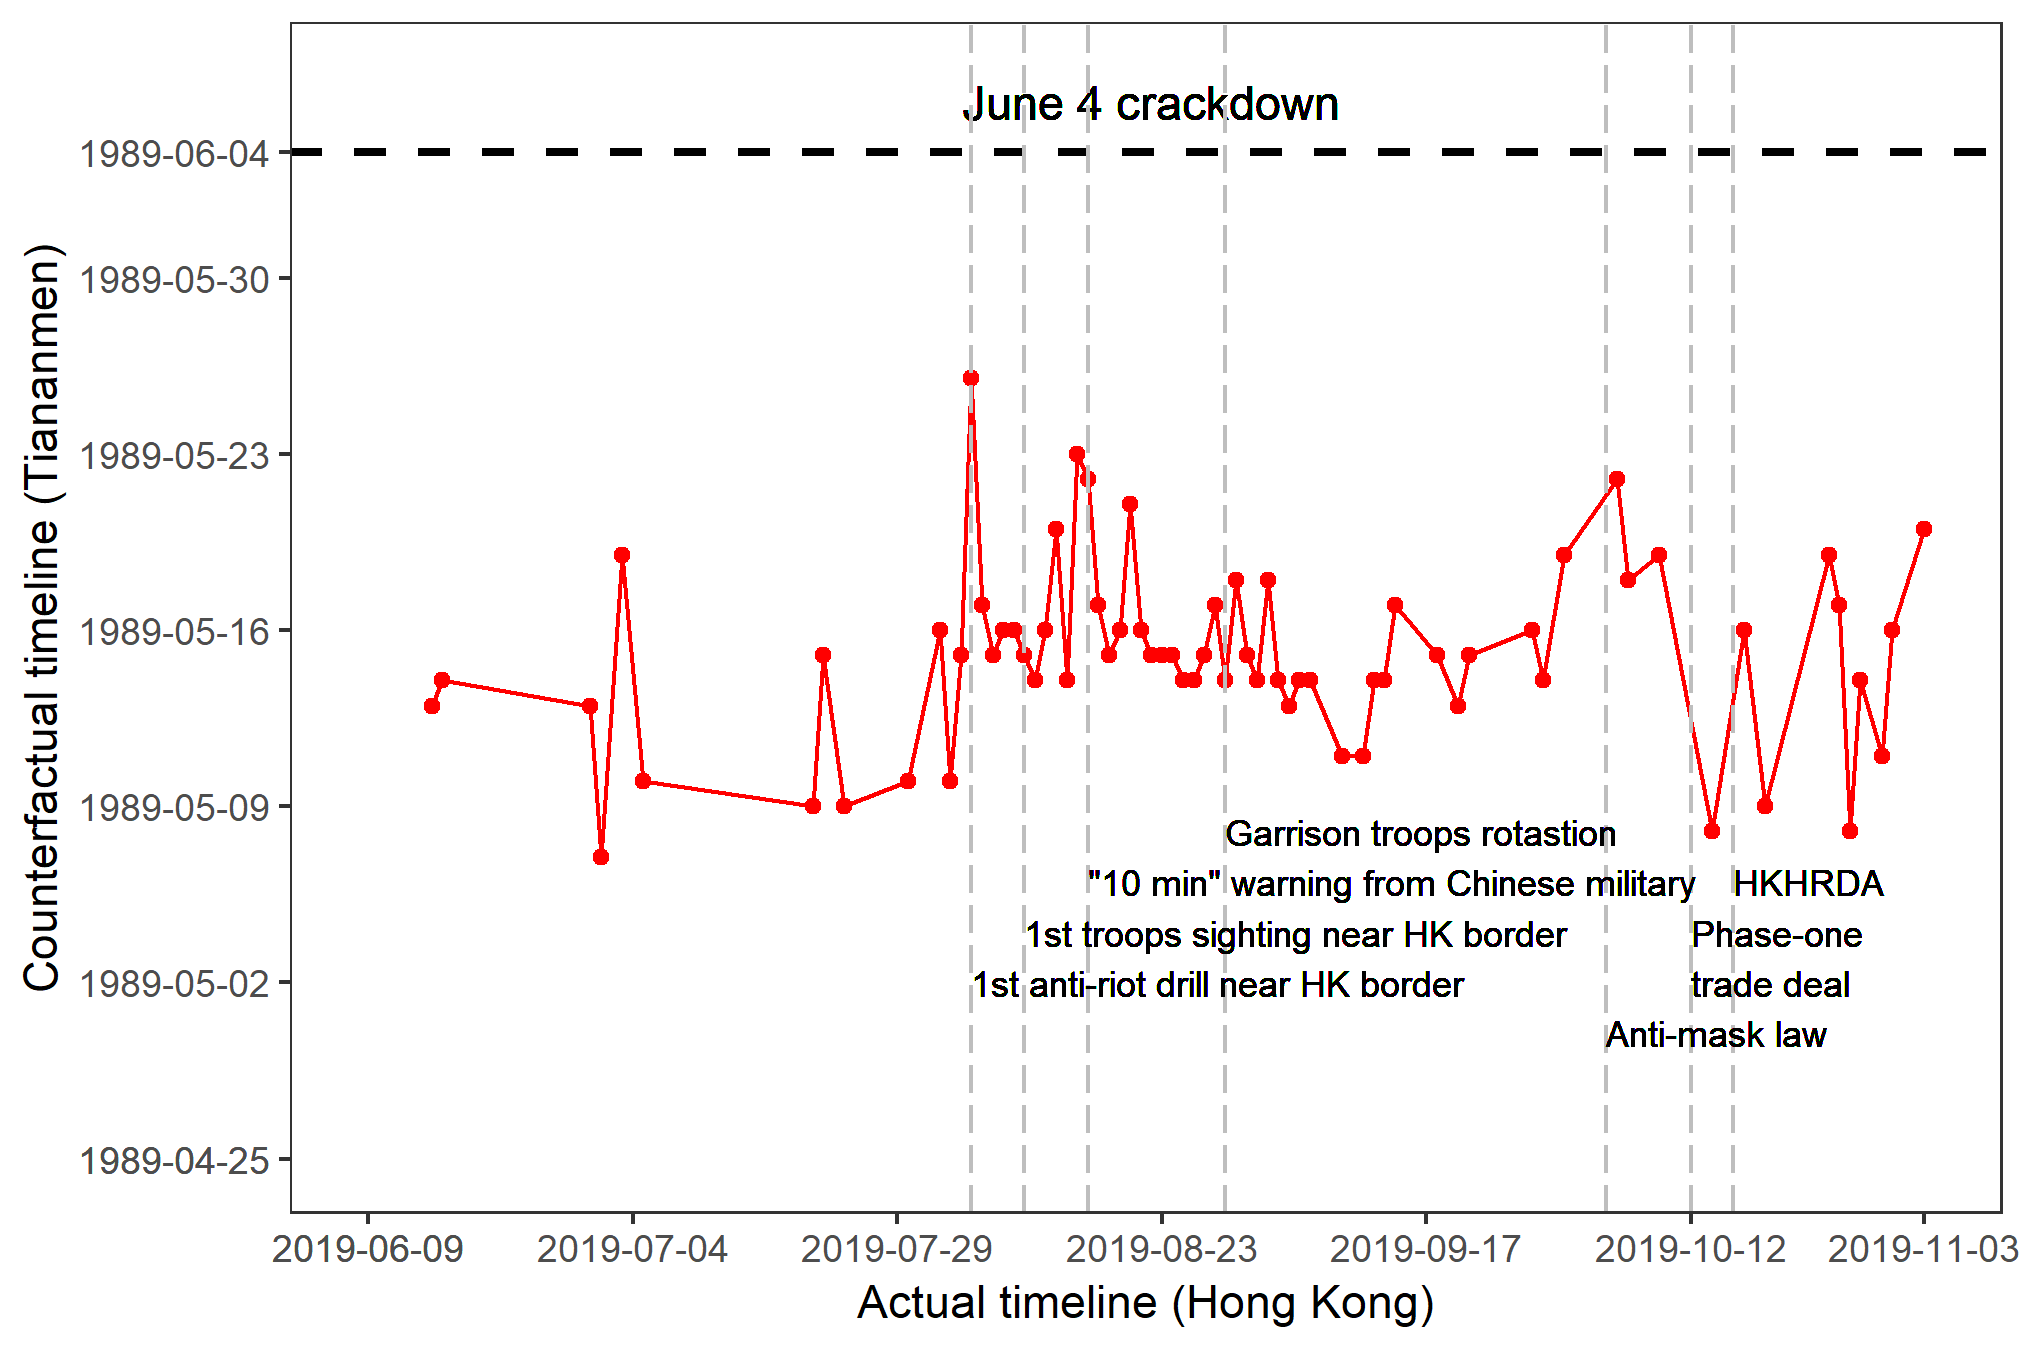 June 4 crackdown
1989-06-04
1989-05-30
1989-05-23
1989-05-16
1989-05-09
1989-05-02
1989-04-25
Counterfactual timeline (Tiananmen)
Garrison troops rotastion
"10 min" warning from Chinese military
HKHRDA
1st troops sighting near HK border
Phase-one
1st anti-riot drill near HK border
trade deal
Anti-mask law
2019-06-09
2019-07-04
2019-07-29
2019-08-23
2019-09-17
2019-10-12
2019-11-03
Actual timeline (Hong Kong)